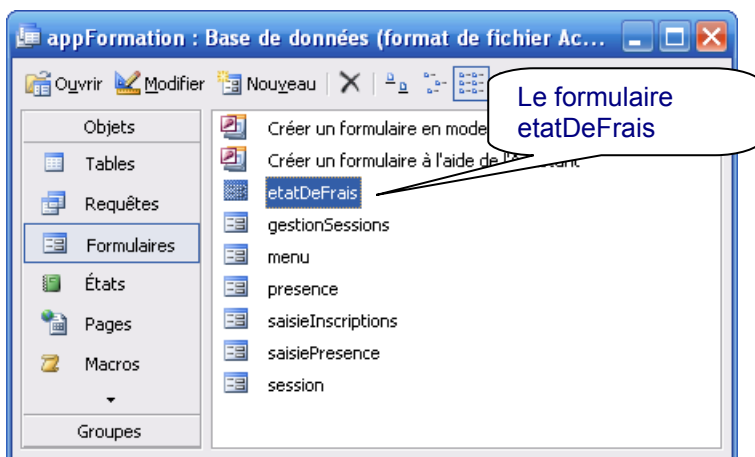 appFormation : Base de données (format de fichier Ac...
Ouvrir Modifier Nouveau
Le formulaire
etatDeFrais
Objets
Tables
Requêtes
Formulaires
États
Pages
Macros
Groupes
Créer un formulaire en mode
Créer un formulaire à l'aide de l'
etatDeFrais
gestionSessions
menu
presence
saisieInscriptions
saisiePresence
session